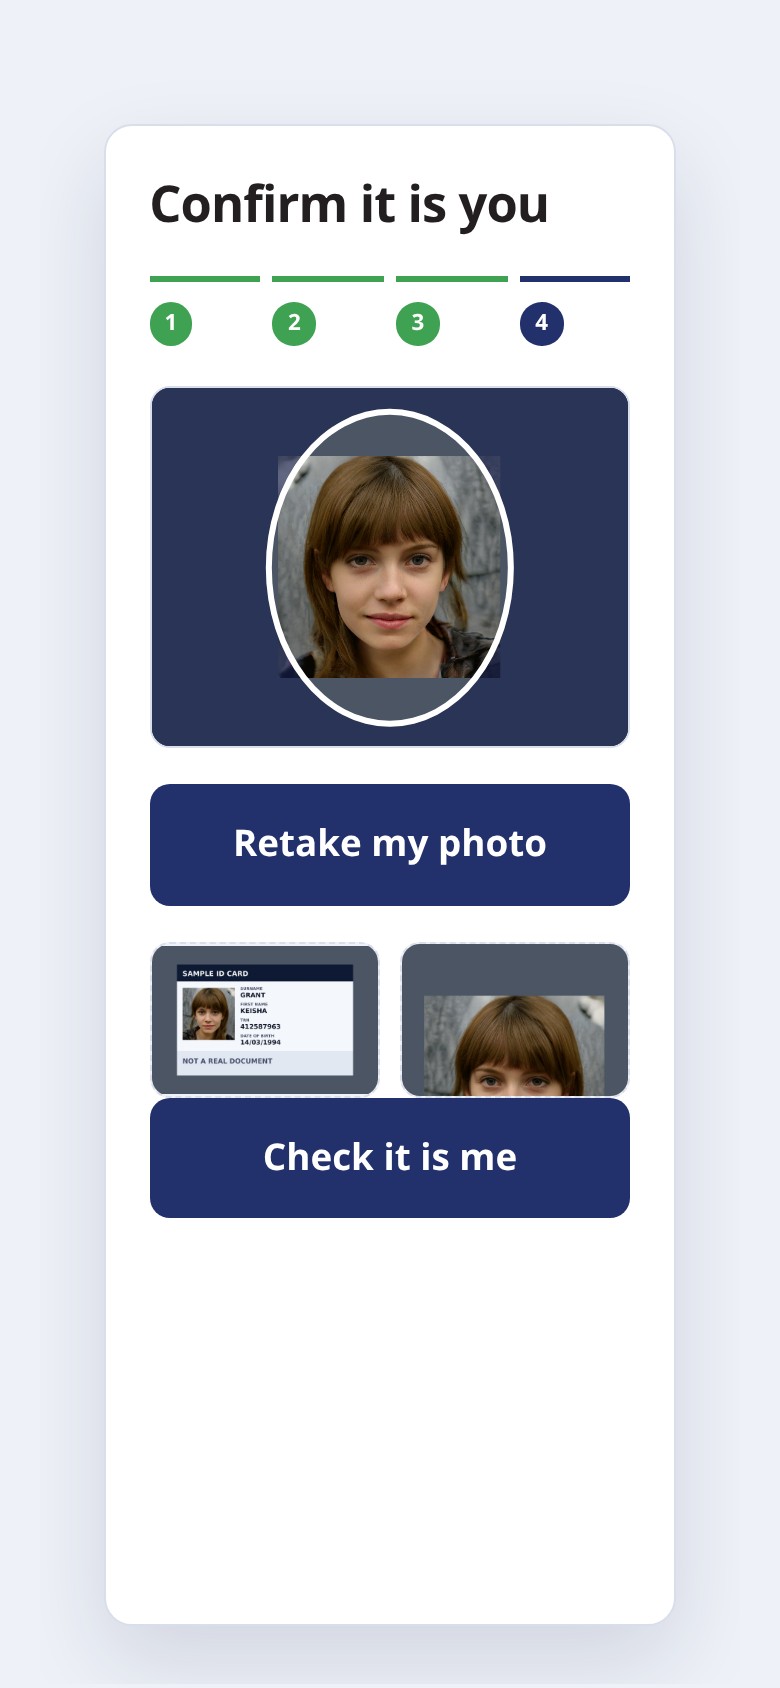 Confirm it is you
1 2 3 4
Retake my photo
SAMPLE ID CARD
SURNAME
GRANT
FIRST NAME
KEISHA
TRN
412587963
DATE OF BIRTH
14/03/1994
NOT A REAL DOCUMENT
Check it is me